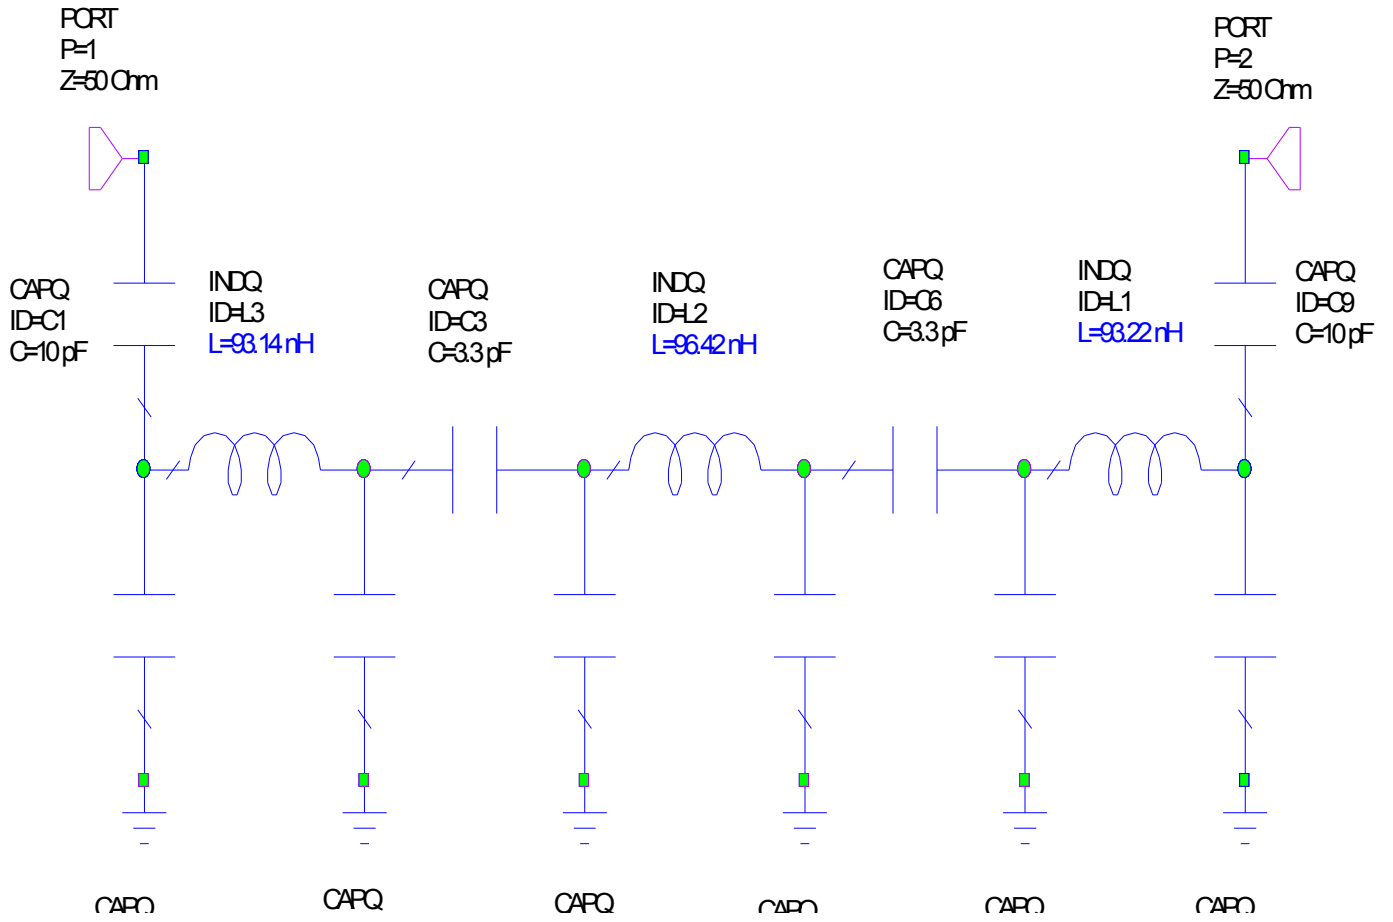 PORT
P=1
Z=50 Ohm
PORT
P=2
Z=50 Ohm
CAPQ
ID=C1
C=10 pF
INDQ
ID=L3
L=93.14 nH
CAPQ
ID=C3
C=3.3 pF
INDQ
ID=L2
L=96.42 nH
CAPQ
ID=C6
C=3.3 pF
INDQ
ID=L1
L=93.22 nH
CAPQ
ID=C9
C=10 pF
CAPQ
CAPQ
CAPQ
CAPQ
CAPQ
CAPQ